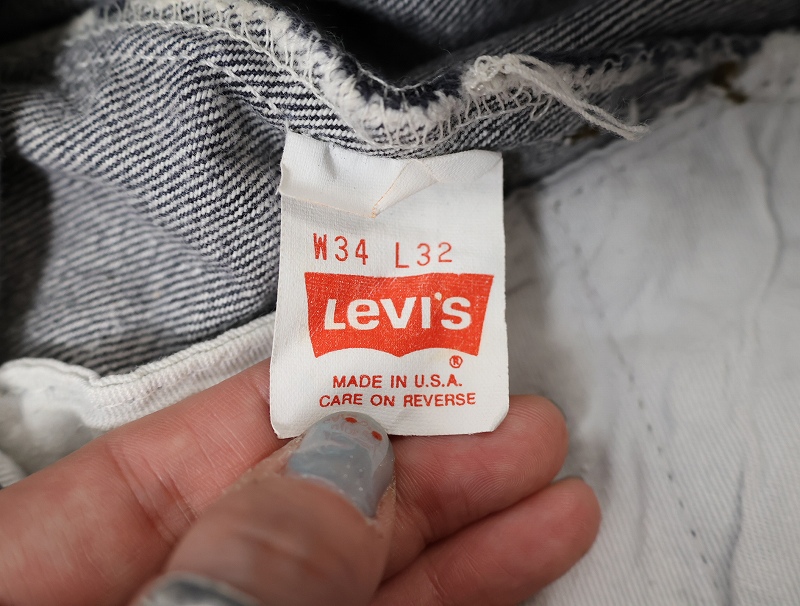 W34 L32
Levi's
®
MADE IN U.S.A.
CARE ON REVERSE